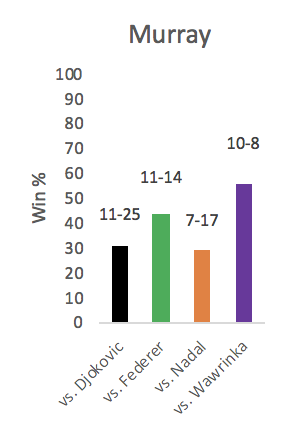 Murray
Win %
100
90
80
70
60
50
40
30
20
10
0
11-25
11-14
7-17
10-8
vs. Djokovic
vs. Federer
vs. Nadal
vs. Wawrinka